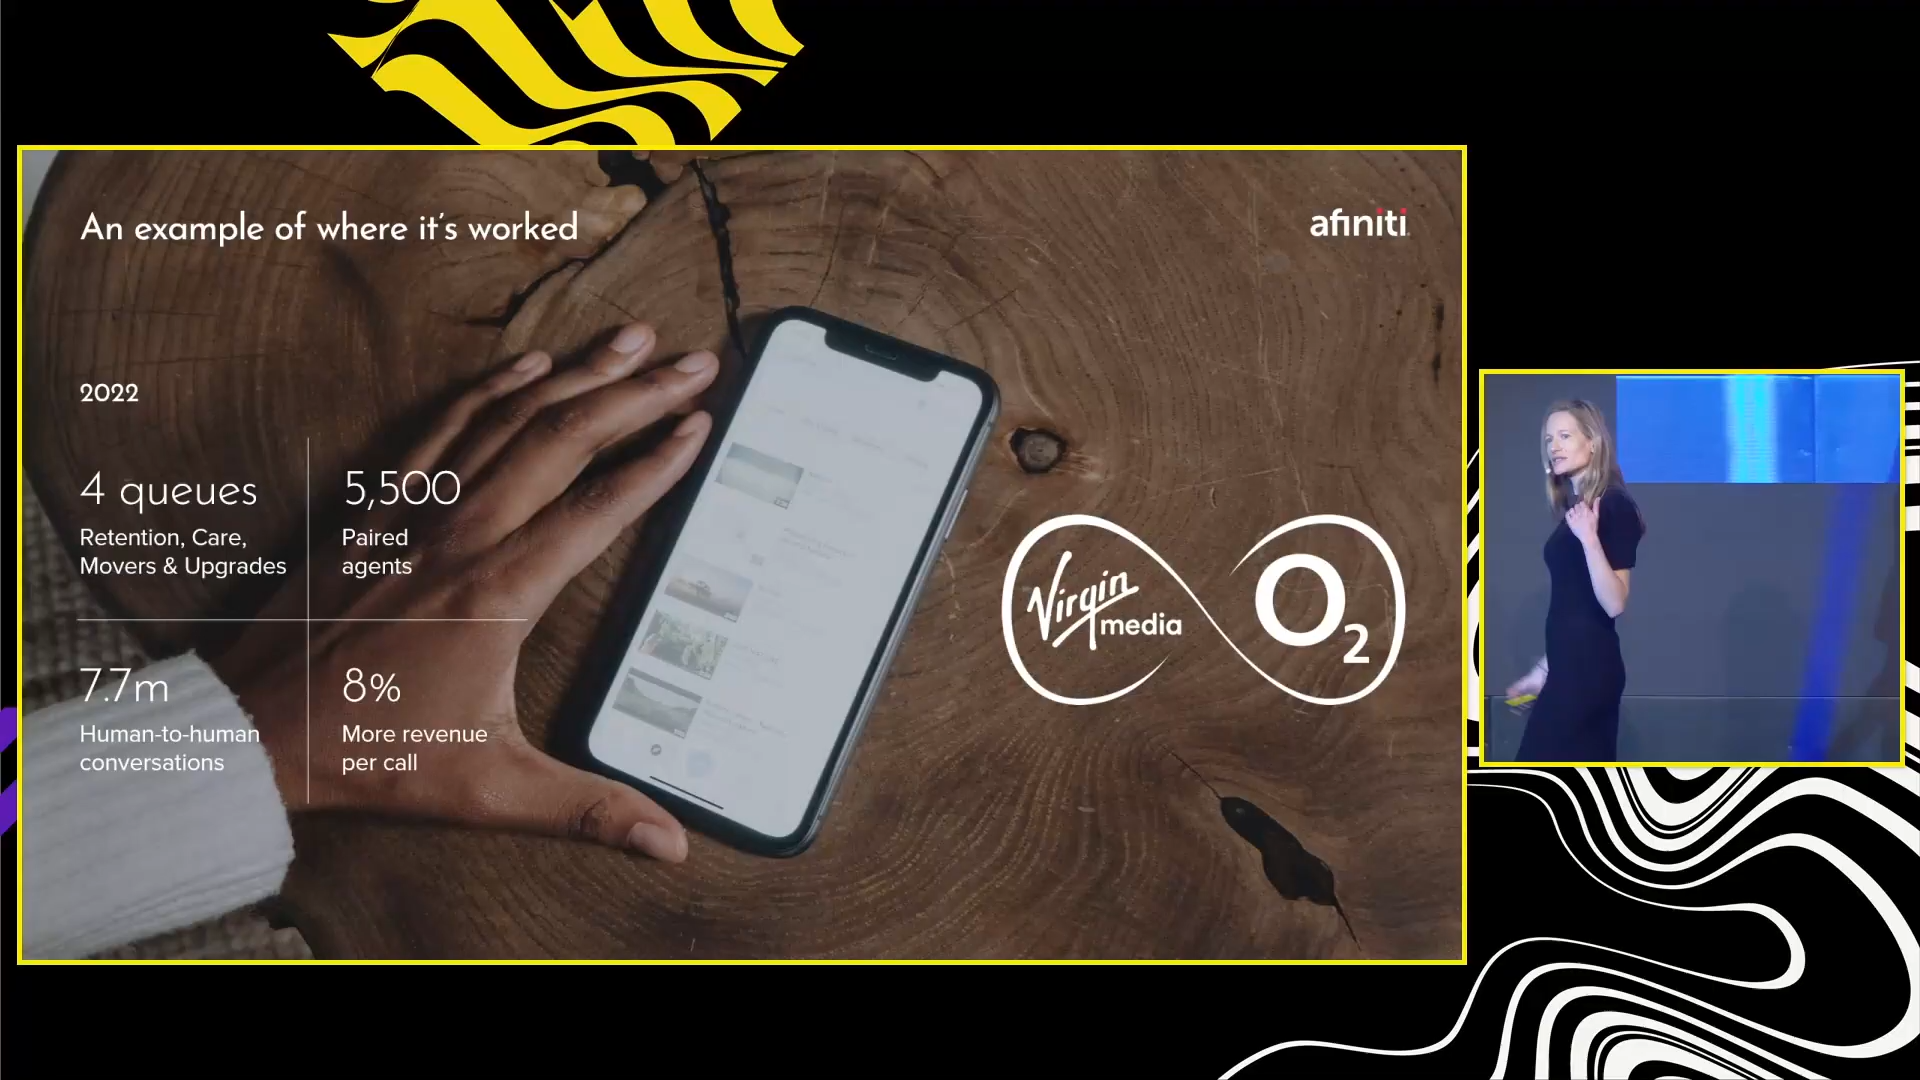 An example of where it's worked
afiniti
2022
4 queues
Retention, Care,
Movers & Upgrades
5,500
Paired
agents
7.7m
Human-to-human
conversations
8%
More revenue
per call
Virgin
media
O2